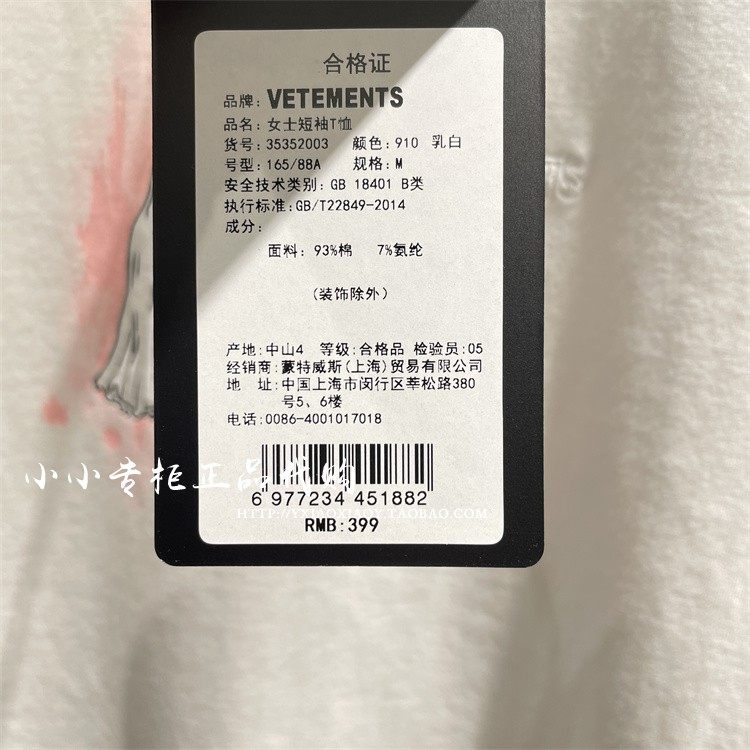 合格证
品牌: VETEMENTS
品名: 女士短袖T恤
货号: 35352003 颜色: 910 乳白
号型: 165/88A 规格: M
安全技术类别: GB 18401 B类
执行标准:GB/T22849-2014
成分:
面料: 93%棉 7%氨纶
(装饰除外)
产地:中山4 等级:合格品 检验员:05
经销商:蒙特威斯(上海)贸易有限公司
地 址:中国上海市闵行区莘松路380
号5、6楼
电话:0086-4001017018
小小专柜正品代购
6 977234 451882
RMB:399